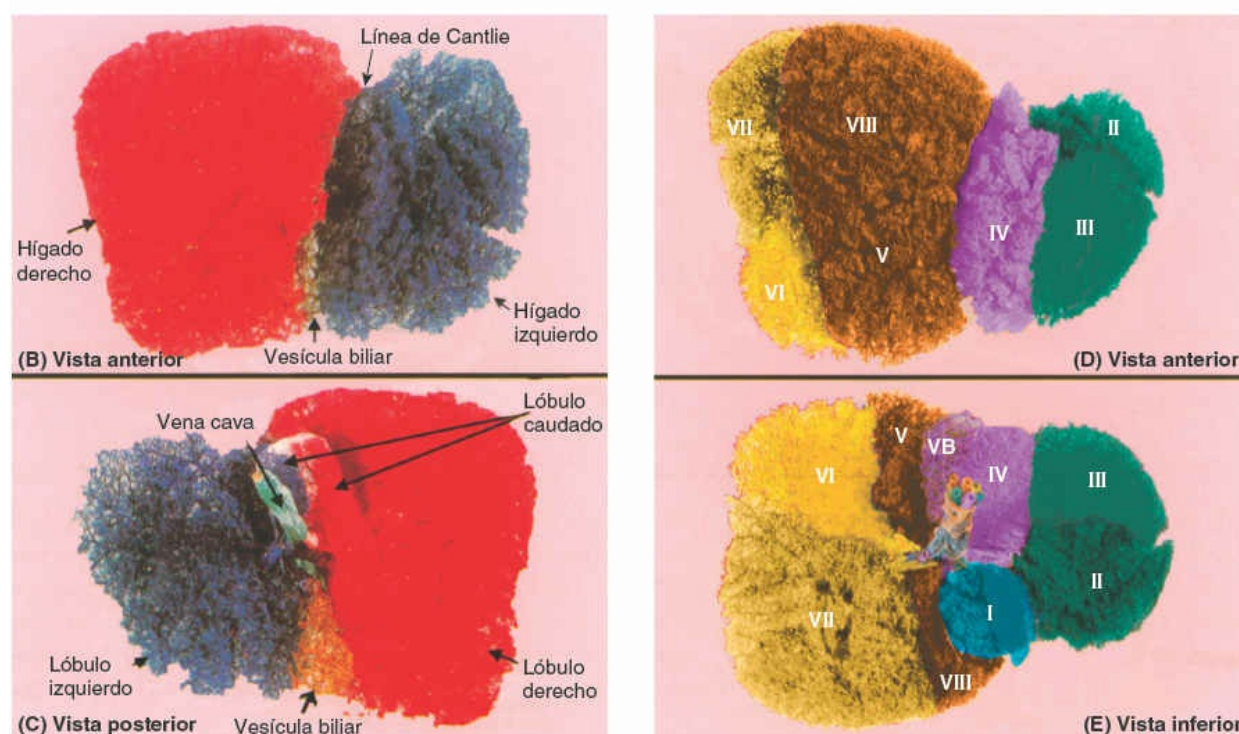 Línea de Cantlie
Hígado
derecho
Hígado
izquierdo
Vesícula biliar
(B) Vista anterior
VII
VIII
II
IV
III
V
VI
(D) Vista anterior
Vena cava
Lóbulo
caudado
Lóbulo
izquierdo
Lóbulo
derecho
Vesícula biliar
(C) Vista posterior
V
VB
VI
IV
III
II
VII
I
VIII
(E) Vista inferior